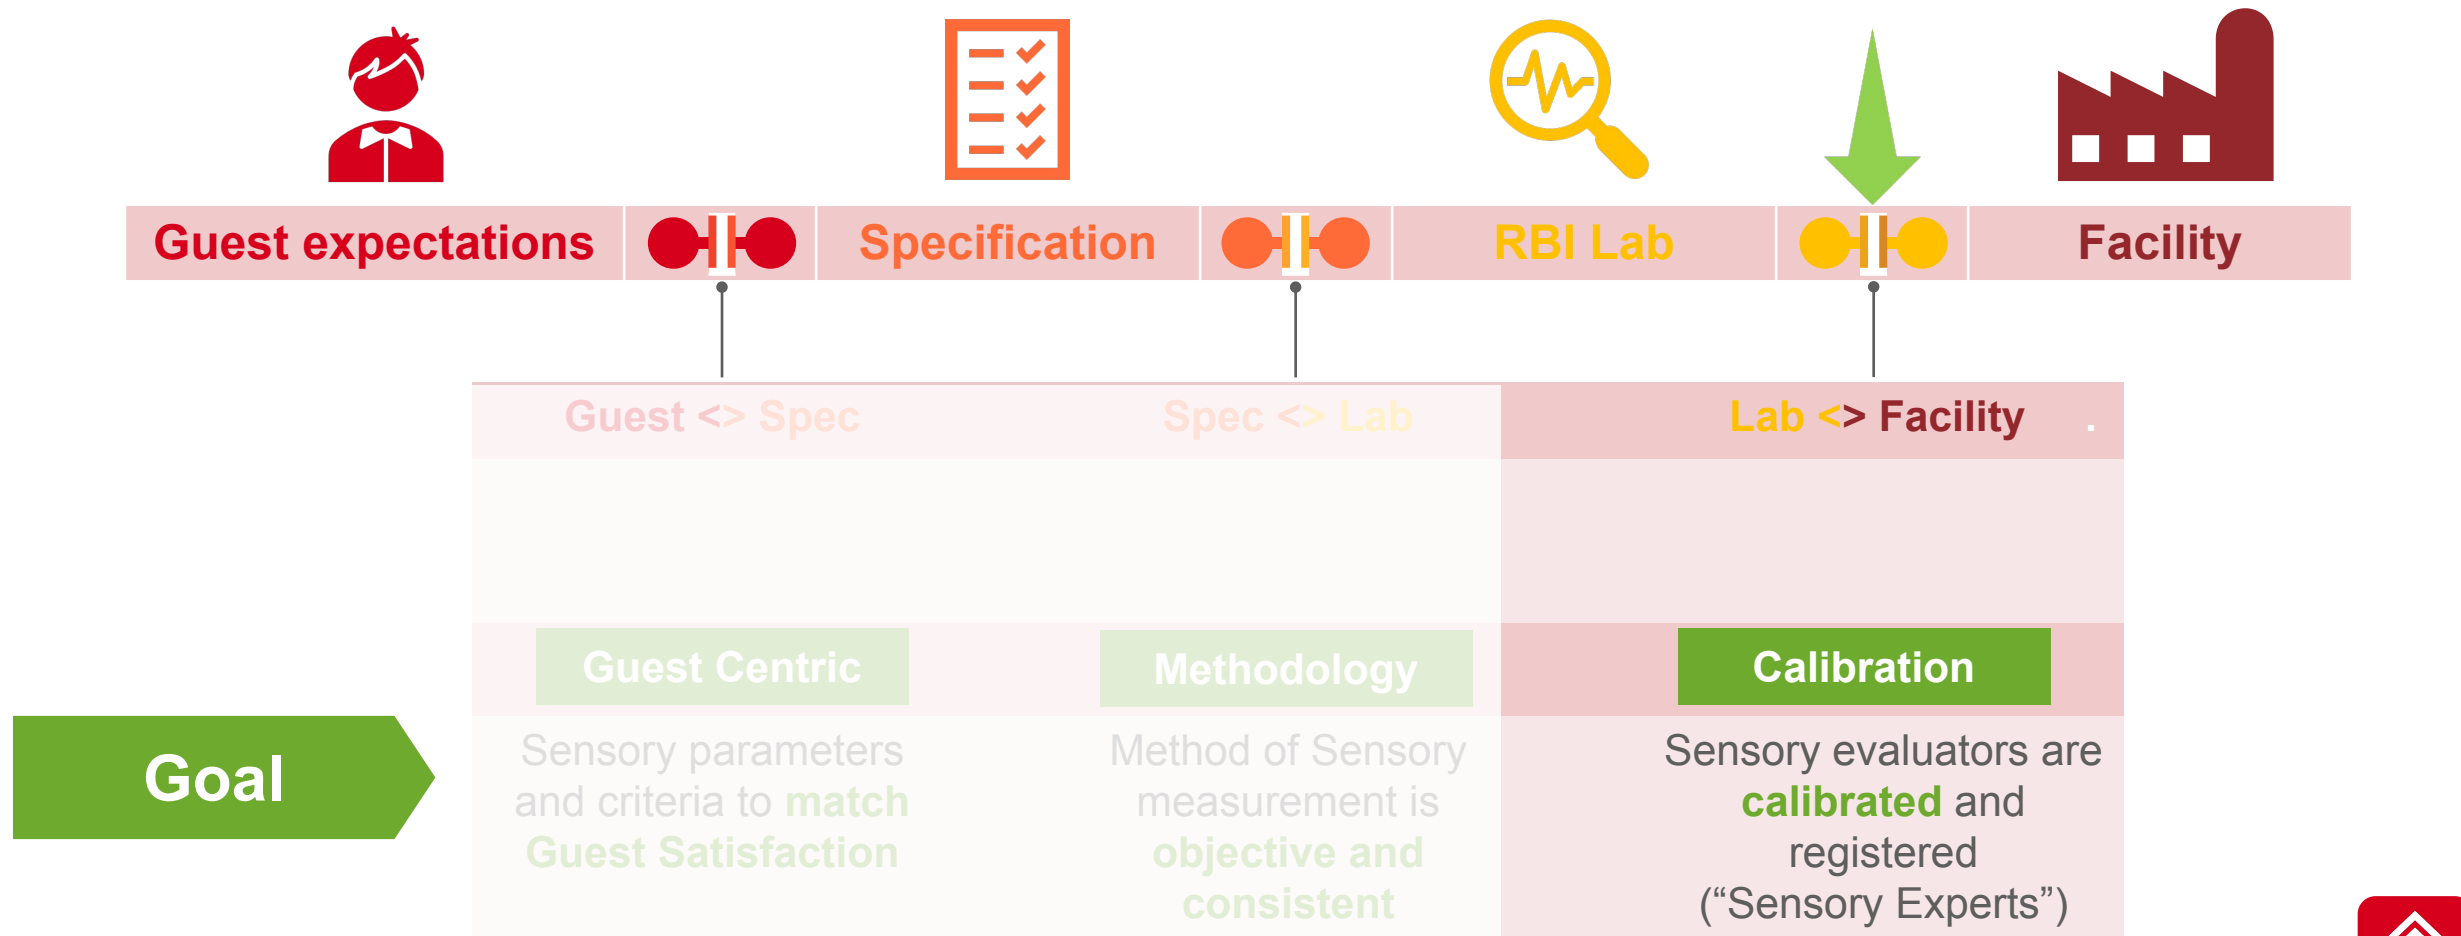 Guest expectations
Specification
RBI Lab
Facility
Guest <> Spec
Spec <> Lab
Lab <> Facility .
Guest Centric
Methodology
Calibration
Goal
Sensory parameters
and criteria to match
Guest Satisfaction
Method of Sensory
measurement is
objective and
consistent
Sensory evaluators are
calibrated and
registered
(“Sensory Experts”)